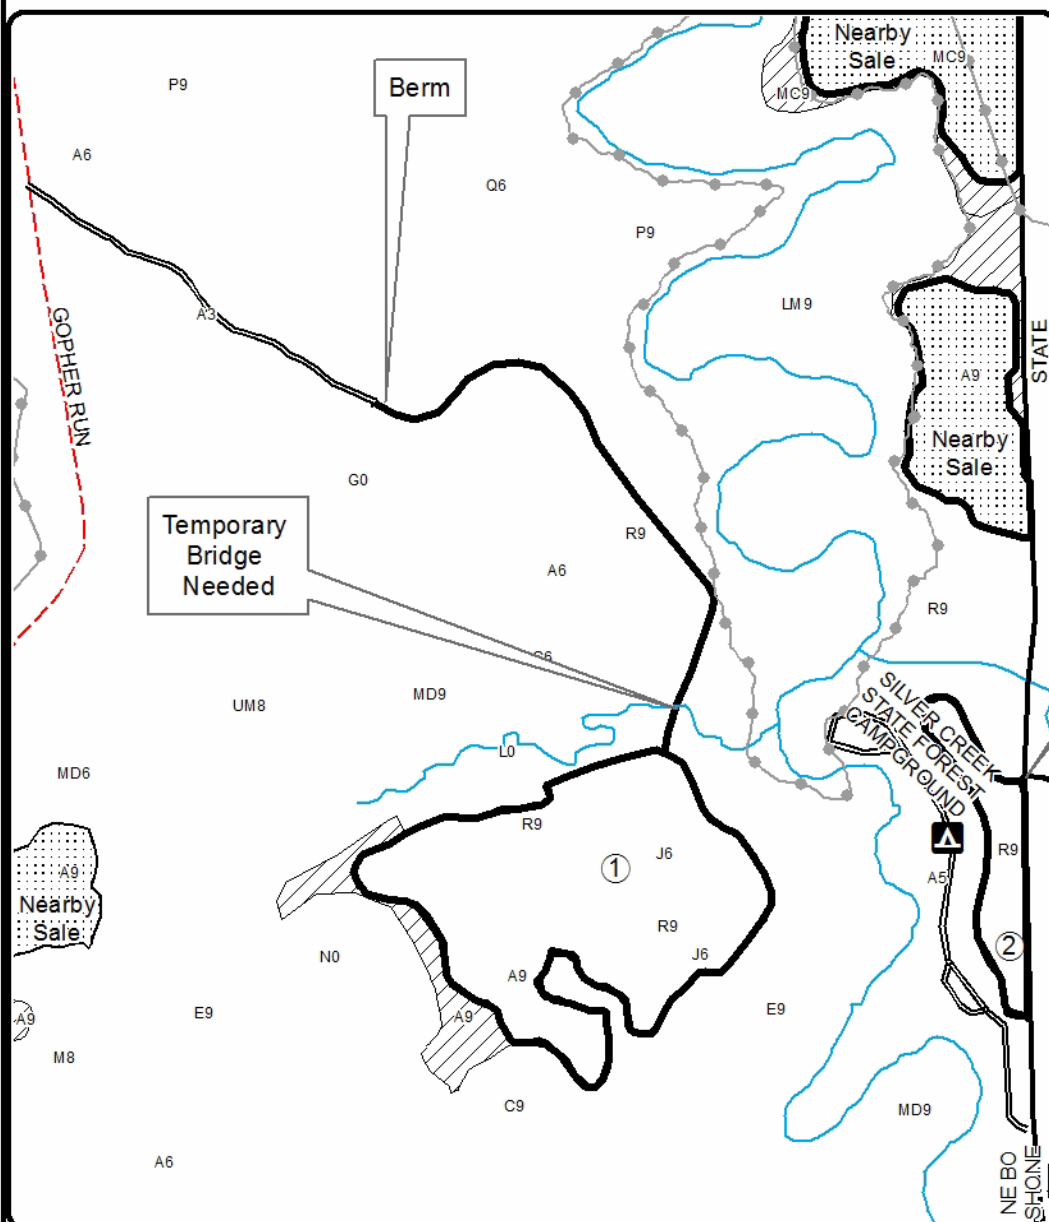 Nearby
Sale
MC9
MC9
P9
Berm
A6
Q6
P9
LM9
A3
STATE
GOPHER RUN
A9
Nearby
Sale
G0
Temporary
Bridge
Needed
R9
A6
R9
MD9
UM8
L0
SILVER CREEK
STATE FOREST
CAMPGROUND
MD6
R9
J6
1
R9
A5
A9
Nearby
Sale
R9
J6
2
N0
A9
E9
A9
A9
E9
M8
C9
MD9
A6
NE BO
SHONE